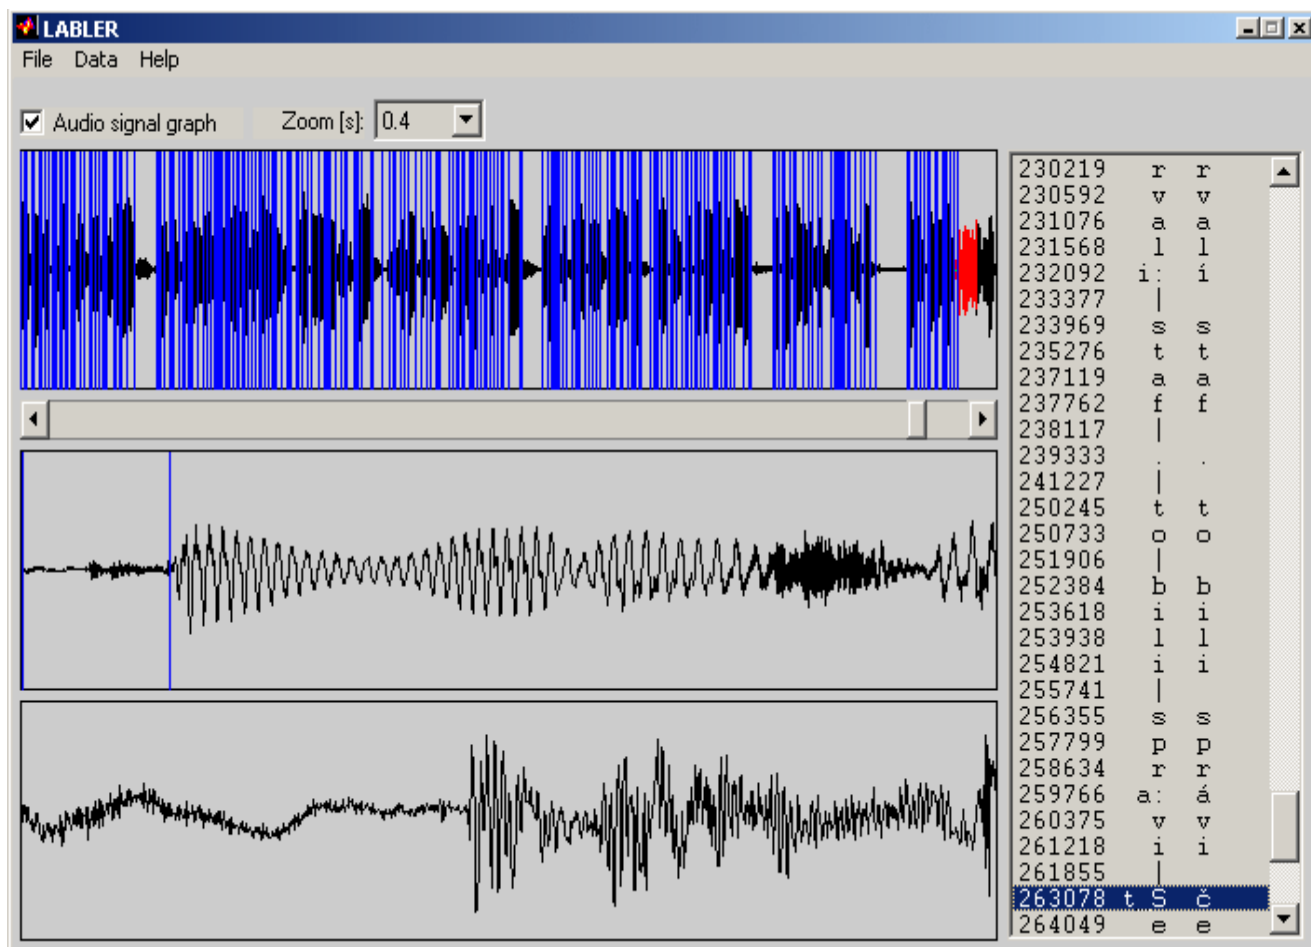 LABLER
File Data Help
Audio signal graph Zoom [s]: 0.4
230219 r r
230592 v v
231076 a a
231568 l l
232092 i: í
233377 |
233969 s s
235276 t t
237119 a a
237762 f f
238117 |
239333 . .
241227 |
250245 t t
250733 o o
251906 |
252384 b b
253618 i i
253938 l l
254821 i i
255741 |
256355 s s
257799 p p
258634 r r
259766 a: á
260375 v v
261218 i i
261855 |
263078 t S č
264049 e e